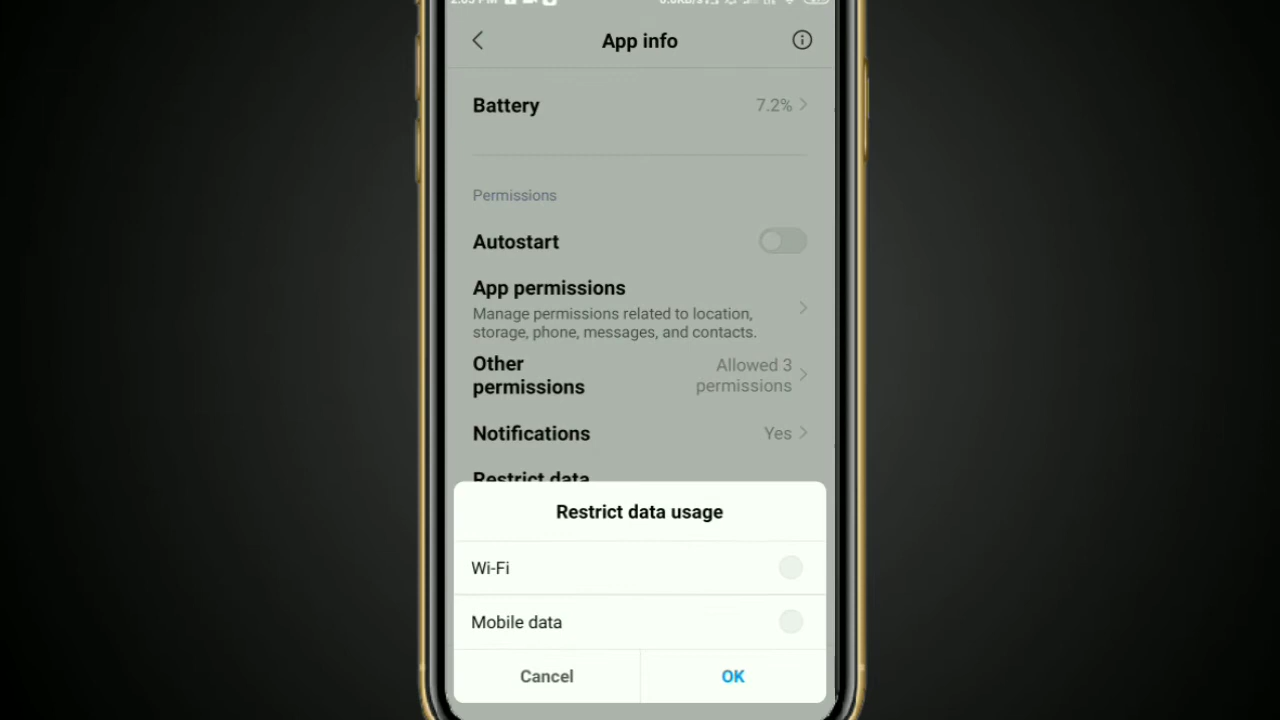 App info
Battery 7.2%
Permissions
Autostart
App permissions
Manage permissions related to location,
storage, phone, messages, and contacts.
Other
permissions
Allowed 3
permissions
Notifications Yes
Restrict data
Restrict data usage
Wi-Fi
Mobile data
Cancel OK